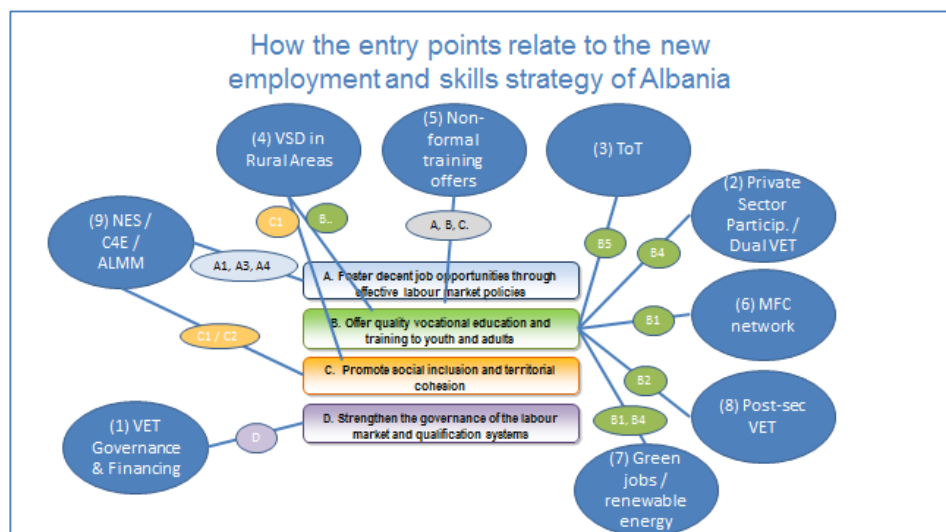 How the entry points relate to the new
employment and skills strategy of Albania
(4) VSD in
Rural Areas
(5) Non-
formal
training
offers
(3) ToT
(2) Private
Sector
Particip. /
Dual VET
(9) NES /
C4E /
ALMM
C1
B..
A, B, C.
B5
B4
A1, A3, A4
A. Foster decent job opportunities through
effective labour market policies
B. Offer quality vocational education and
training to youth and adults
B1
(6) MFC
network
C1 / C2
C. Promote social inclusion and territorial
cohesion
B2
(8) Post-sec
VET
(1) VET
Governance
& Financing
D
D. Strengthen the governance of the labour
market and qualification systems
B1, B4
(7) Green
jobs /
renewable
energy